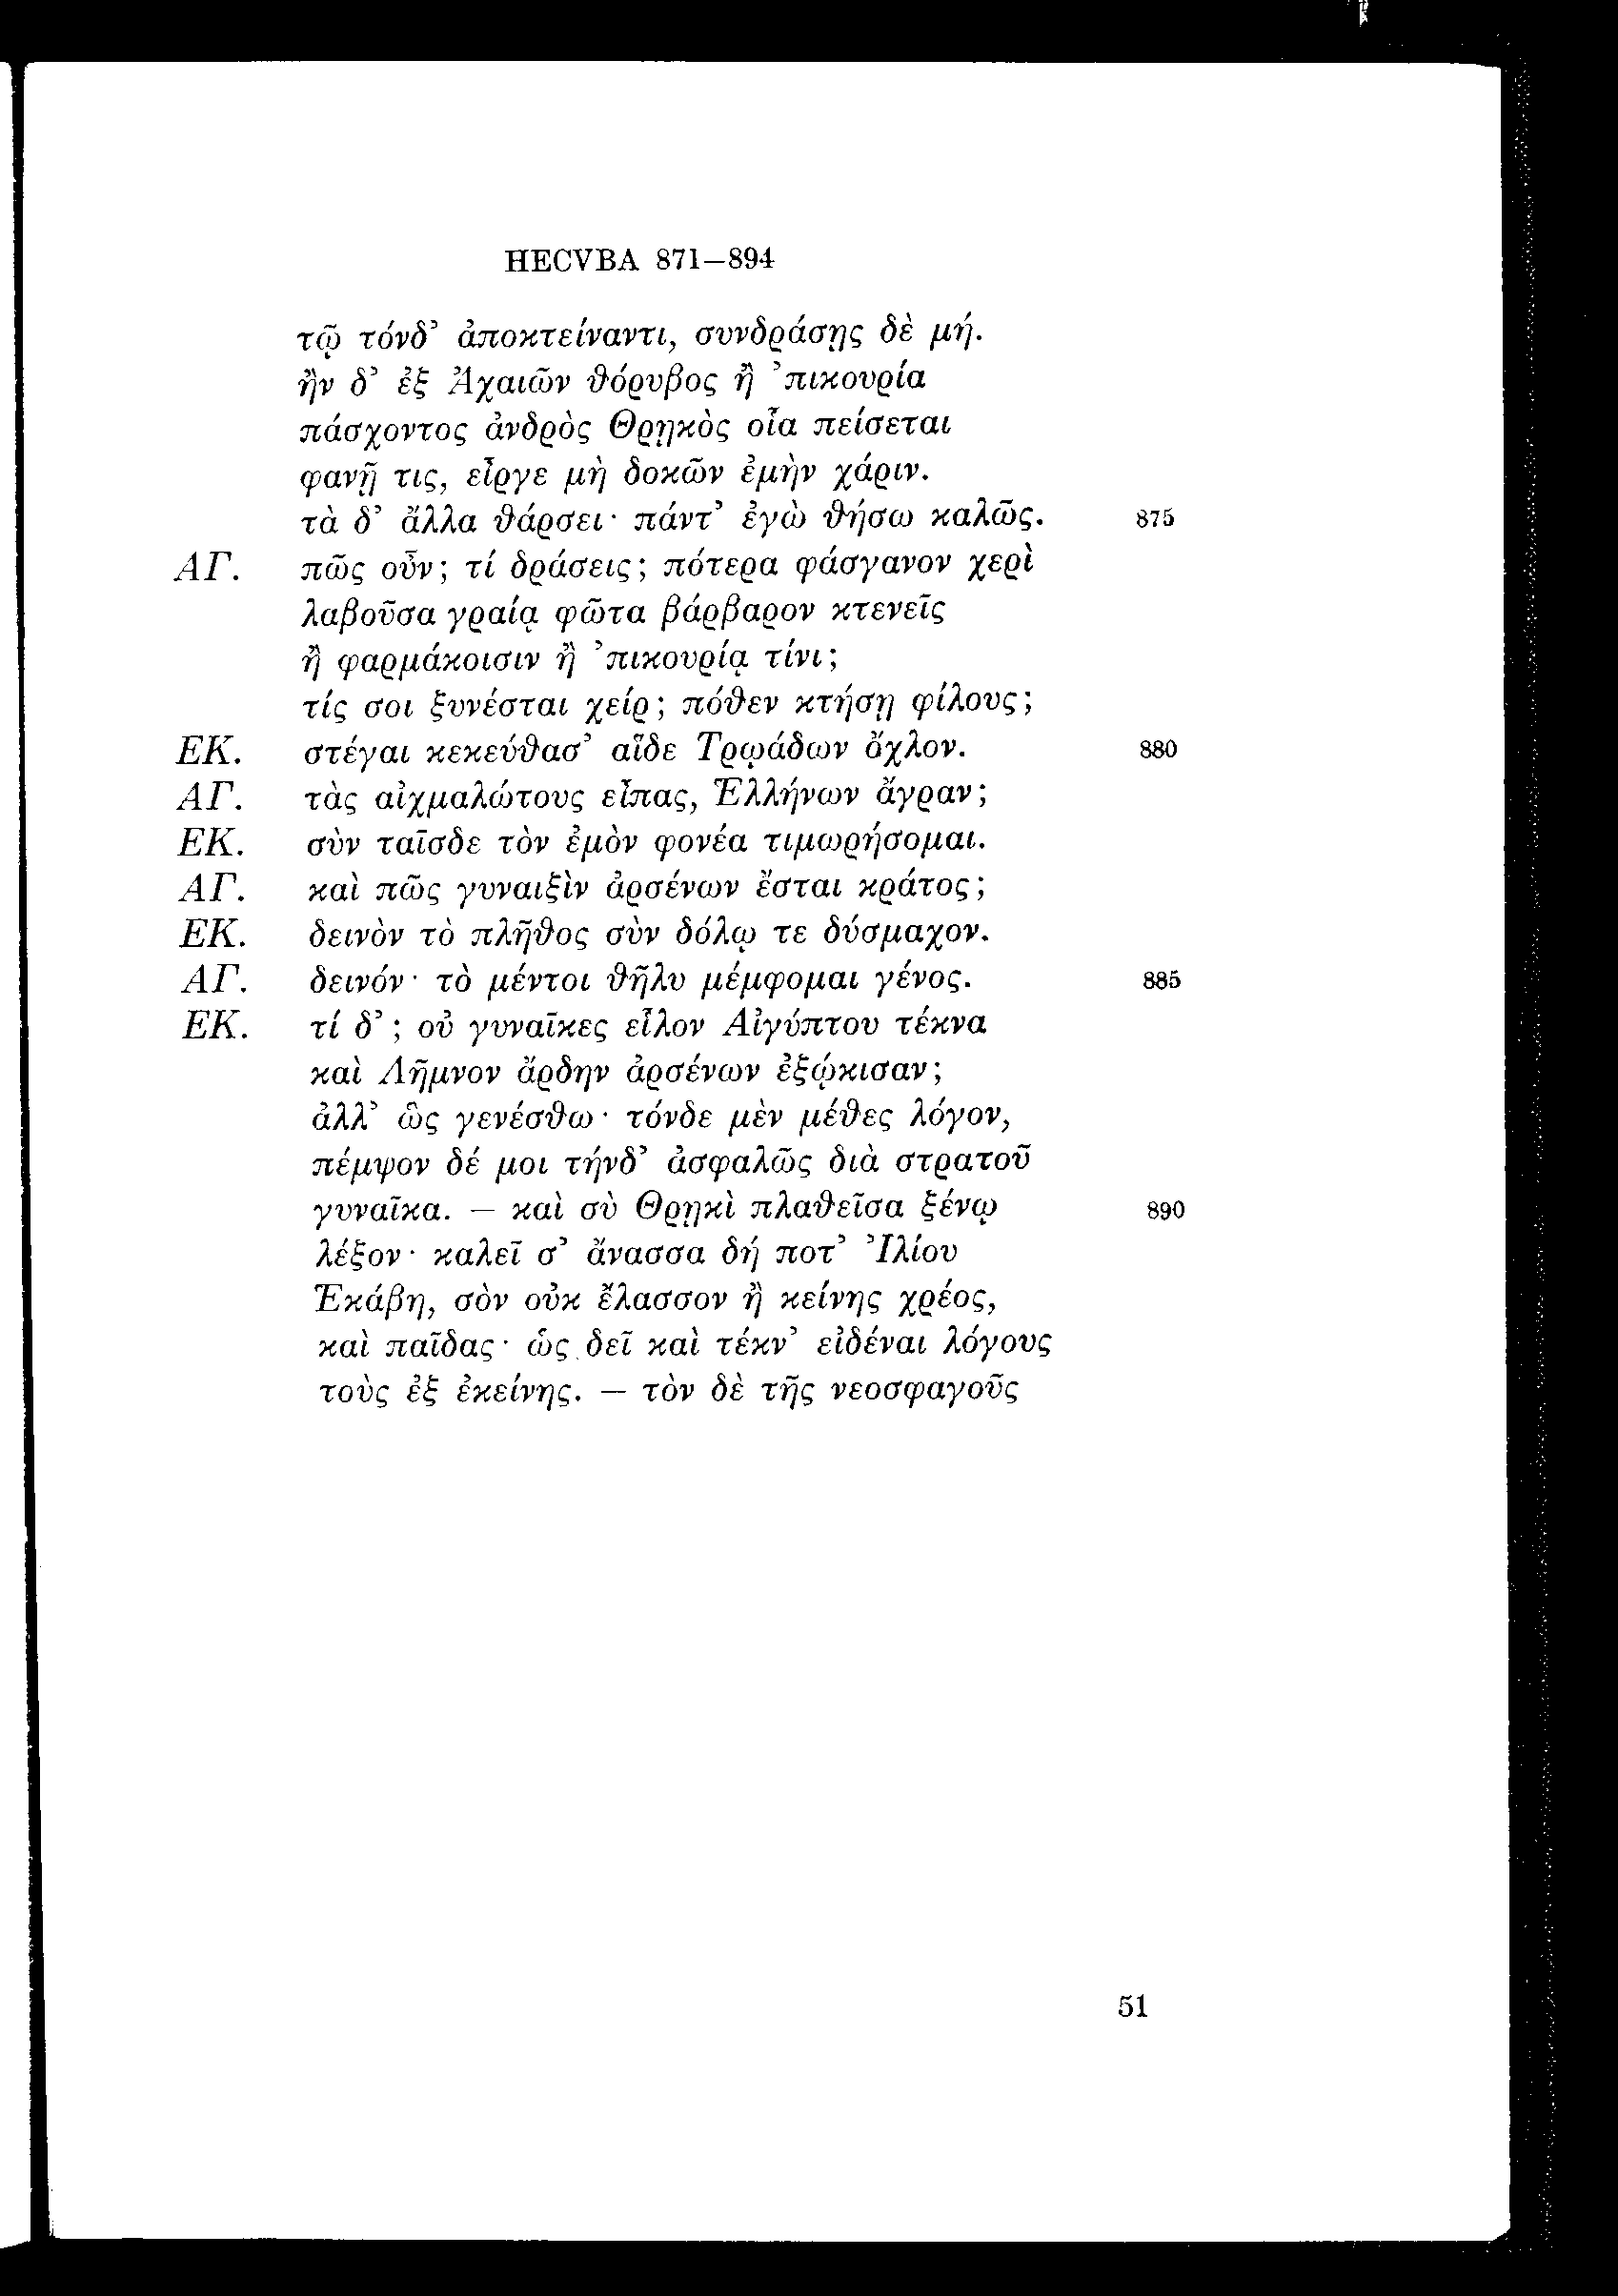 HECVBA 871–894
τῷ τόνδ’ ἀποκτείναντι, συνδράσῃς δὲ μή.
ἢν δ’ ἐξ Ἀχαιῶν θόρυβος ἢ ’πικουρία
πάσχοντος ἀνδρὸς Θρῃκὸς οἷα πείσεται
φανῇ τις, εἶργε μὴ δοκῶν ἐμὴν χάριν.
τὰ δ’ ἄλλα θάρσει· πάντ’ ἐγὼ θήσω καλῶς. 875
ΑΓ. πῶς οὖν; τί δράσεις; πότερα φάσγανον χερὶ
λαβοῦσα γραίᾳ φῶτα βάρβαρον κτενεῖς
ἢ φαρμάκοισιν ἢ ’πικουρίᾳ τίνι;
τίς σοι ξυνέσται χείρ; πόθεν κτήσῃ φίλους;
ΕΚ. στέγαι κεκεύθασ’ αἵδε Τρῳάδων ὄχλον. 880
ΑΓ. τὰς αἰχμαλώτους εἶπας, Ἑλλήνων ἄγραν;
ΕΚ. σὺν ταῖσδε τὸν ἐμὸν φονέα τιμωρήσομαι.
ΑΓ. καὶ πῶς γυναιξὶν ἀρσένων ἔσται κράτος;
ΕΚ. δεινὸν τὸ πλῆθος σὺν δόλῳ τε δύσμαχον.
ΑΓ. δεινόν· τὸ μέντοι θῆλυ μέμφομαι γένος. 885
ΕΚ. τί δ’; οὐ γυναῖκες εἷλον Αἰγύπτου τέκνα
καὶ Λῆμνον ἄρδην ἀρσένων ἐξῴκισαν;
ἀλλ’ ὣς γενέσθω· τόνδε μὲν μέθες λόγον,
πέμψον δέ μοι τήνδ’ ἀσφαλῶς διὰ στρατοῦ
γυναῖκα. – καὶ σὺ Θρῃκὶ πλαθεῖσα ξένῳ 890
λέξον· καλεῖ σ’ ἄνασσα δή ποτ’ Ἰλίου
Ἑκάβη, σὸν οὐκ ἔλασσον ἢ κείνης χρέος,
καὶ παῖδας· ὡς δεῖ καὶ τέκν’ εἰδέναι λόγους
τοὺς ἐξ ἐκείνης. – τὸν δὲ τῆς νεοσφαγοῦς
51